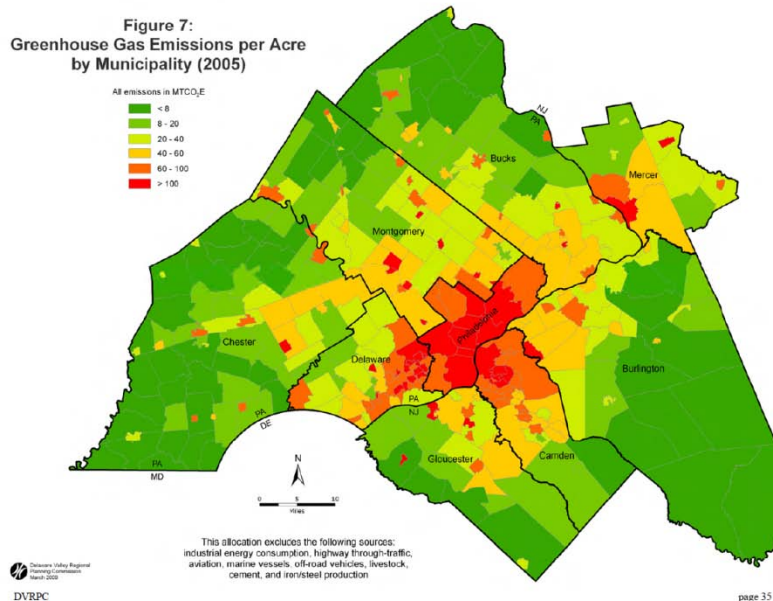 Figure 7:
Greenhouse Gas Emissions per Acre
by Municipality (2005)
All emissions in MTCO2E
< 8
8 - 20
20 - 40
40 - 60
60 - 100
> 100
NJ
PA
Bucks
Mercer
Montgomery
Philadelphia
Chester
Delaware
Burlington
PA
NJ
PA
DE
Gloucester
Camden
PA
MD
N
0 5 10
Miles
This allocation excludes the following sources:
industrial energy consumption, highway through-traffic,
aviation, marine vessels, off-road vehicles, livestock,
cement, and iron/steel production
Delaware Valley Regional
Planning Commission
March 2009
DVRPC
page 35